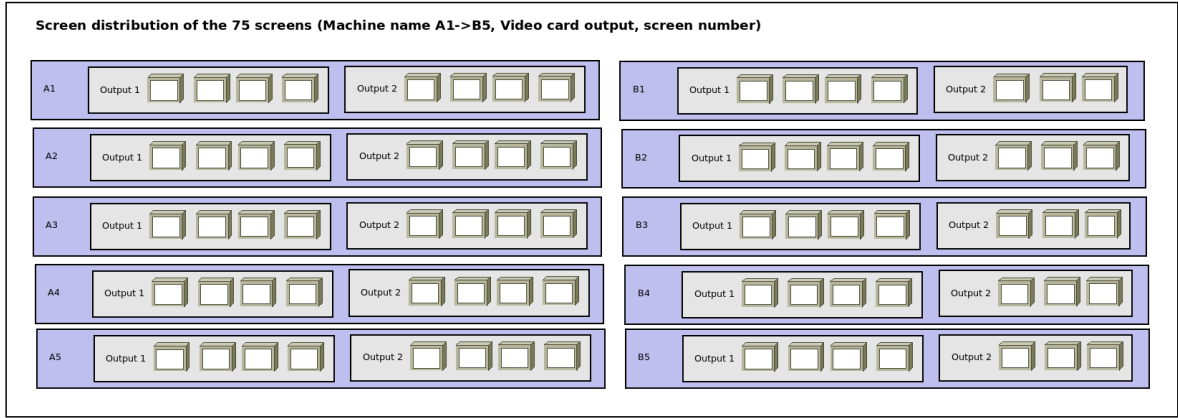 Screen distribution of the 75 screens (Machine name A1->B5, Video card output, screen number)
A1 Output 1 Output 2 B1 Output 1 Output 2
A2 Output 1 Output 2 B2 Output 1 Output 2
A3 Output 1 Output 2 B3 Output 1 Output 2
A4 Output 1 Output 2 B4 Output 1 Output 2
A5 Output 1 Output 2 B5 Output 1 Output 2